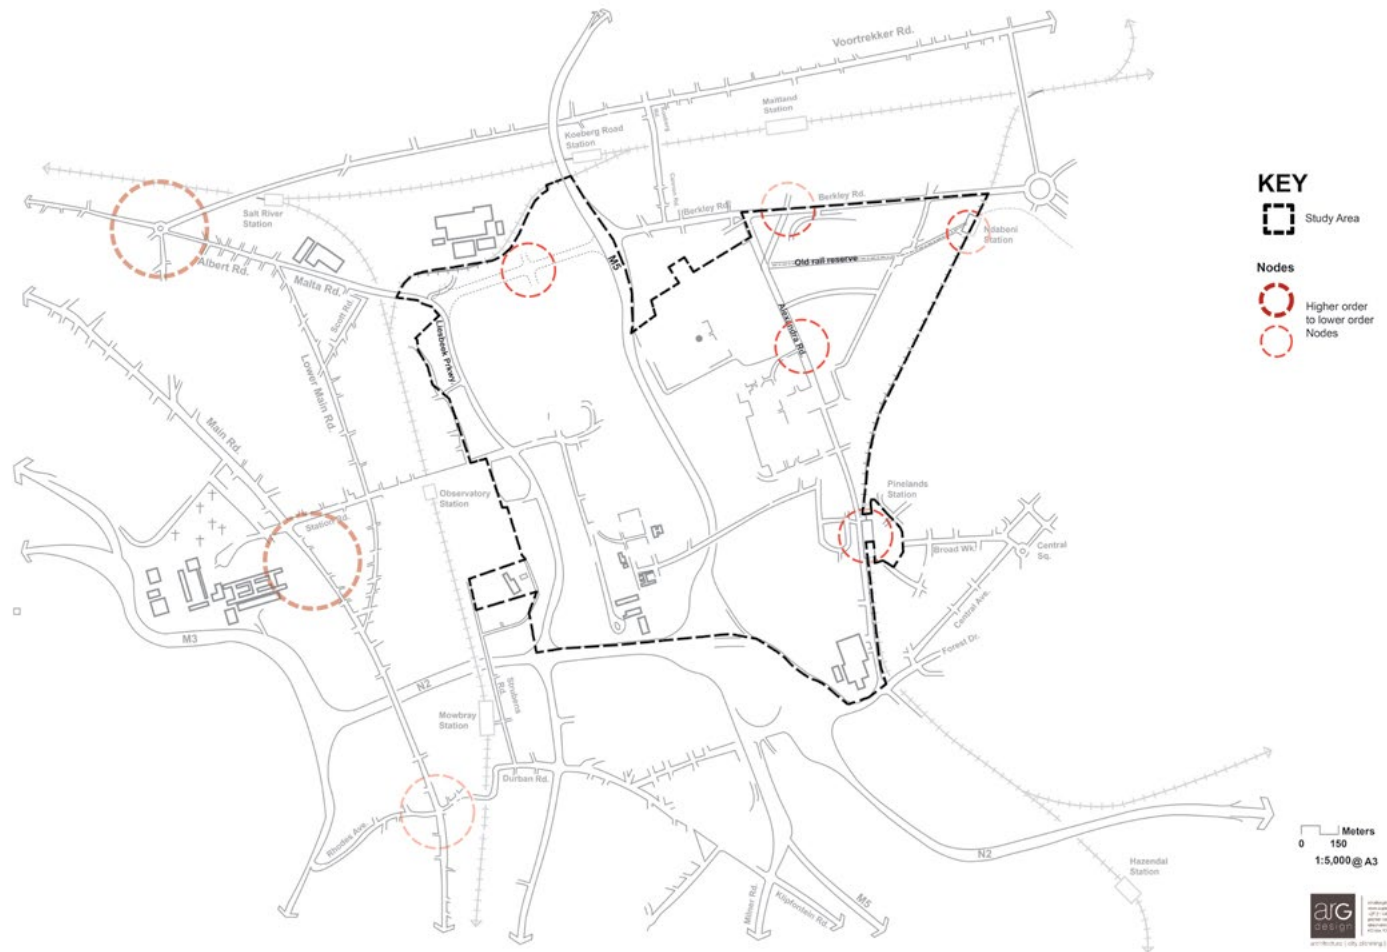 Voortrekker Rd.
Maitland
Station
Koeberg Road
Station
Salt River
Station
Berkley Rd.
(Berkley Rd.)
Ndabeni
Station
Old rail reserve
Albert Rd.
Malta Rd.
Scott Rd.
M5
Liesbeek Prkwy
Alexandra Rd.
Lower Main Rd.
Main Rd.
Observatory
Station
Station Rd.
Pinelands
Station
Broad Wk.
Central
Sq.
Central Ave.
Forest Dr.
M3
N2
Mowbray
Station
Strubens
Rd.
Durban Rd.
Rhodes Ave.
Milner Rd.
Klipfontein Rd.
M5
N2
Hazendal
Station
KEY
Study Area
Nodes
Higher order
to lower order
Nodes
Meters
0 150
1:5,000 @ A3
arG
design